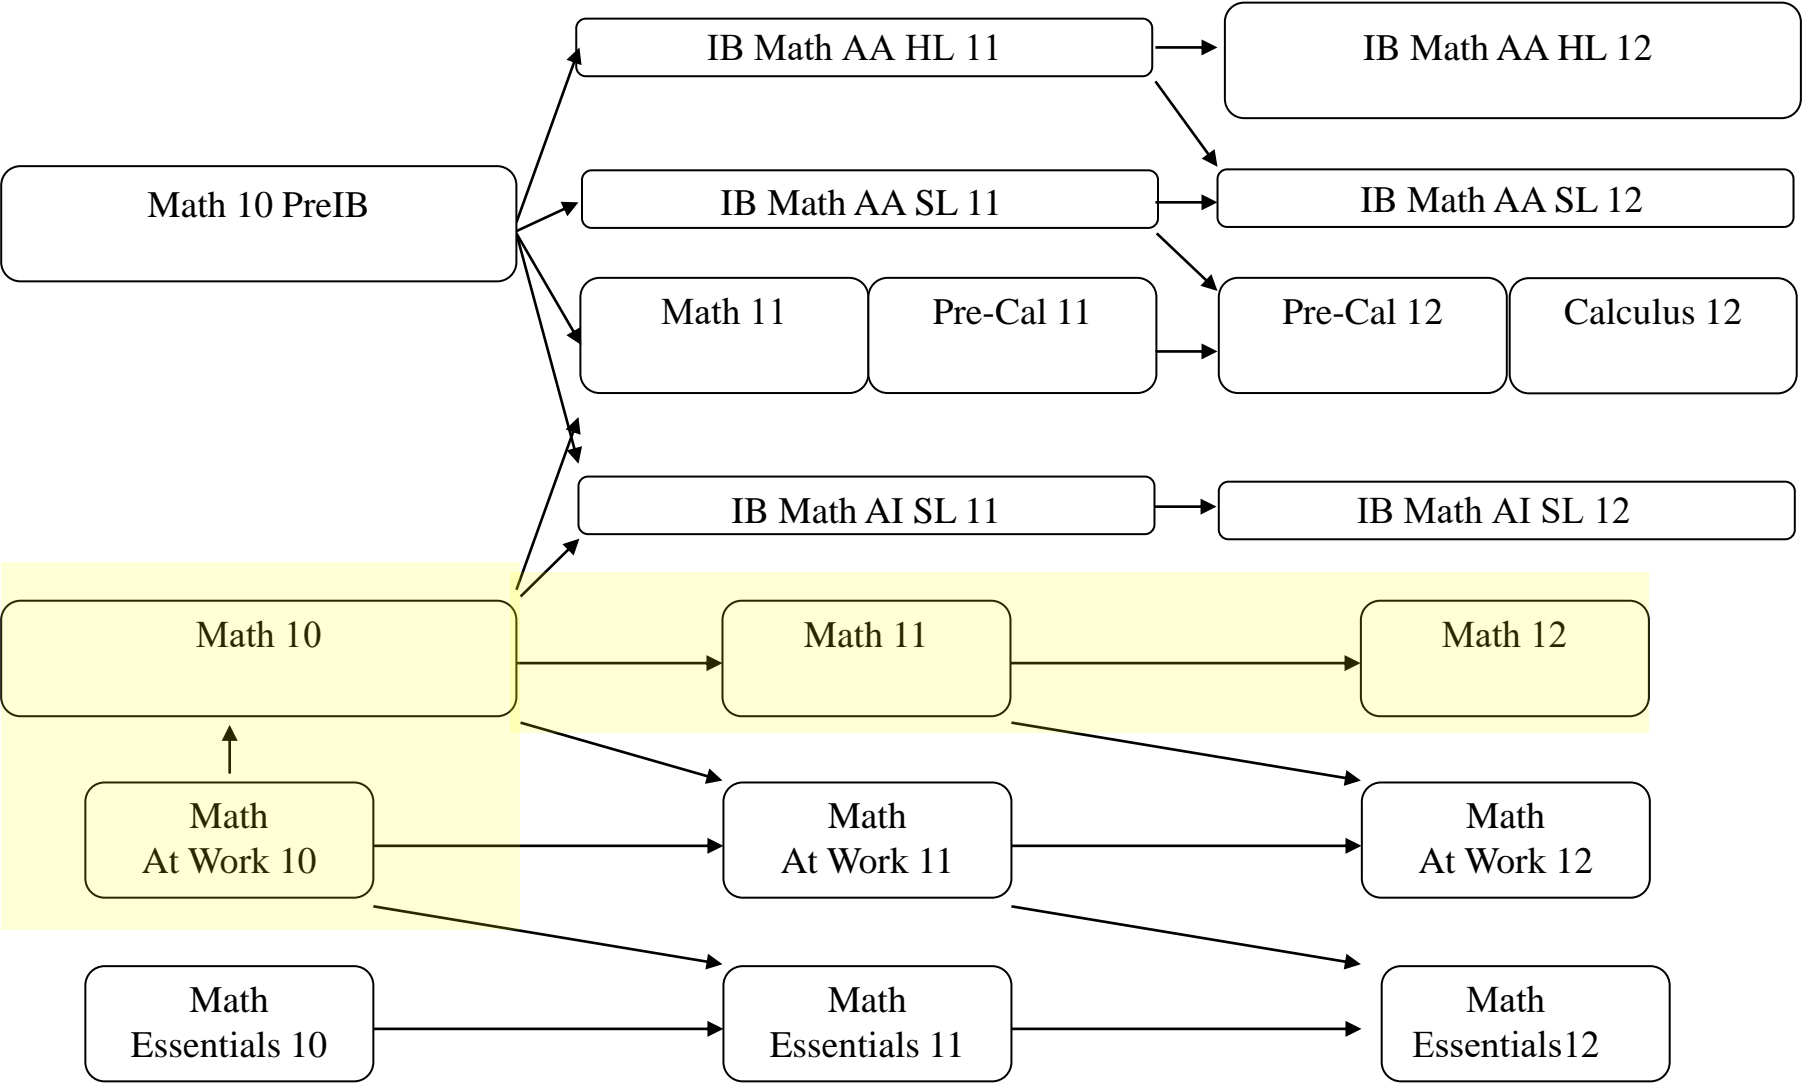 IB Math AA HL 11
IB Math AA HL 12
Math 10 PreIB
IB Math AA SL 11
IB Math AA SL 12
Math 11
Pre-Cal 11
Pre-Cal 12
Calculus 12
IB Math AI SL 11
IB Math AI SL 12
Math 10
Math 11
Math 12
Math
At Work 10
Math
At Work 11
Math
At Work 12
Math
Essentials 10
Math
Essentials 11
Math
Essentials12